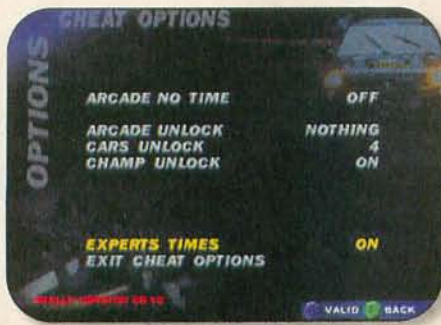 CHEAT OPTIONS
OPTIONS
ARCADE NO TIME OFF
ARCADE UNLOCK NOTHING
CARS UNLOCK 4
CHAMP UNLOCK ON
EXPERTS TIMES ON
EXIT CHEAT OPTIONS
VALID BACK